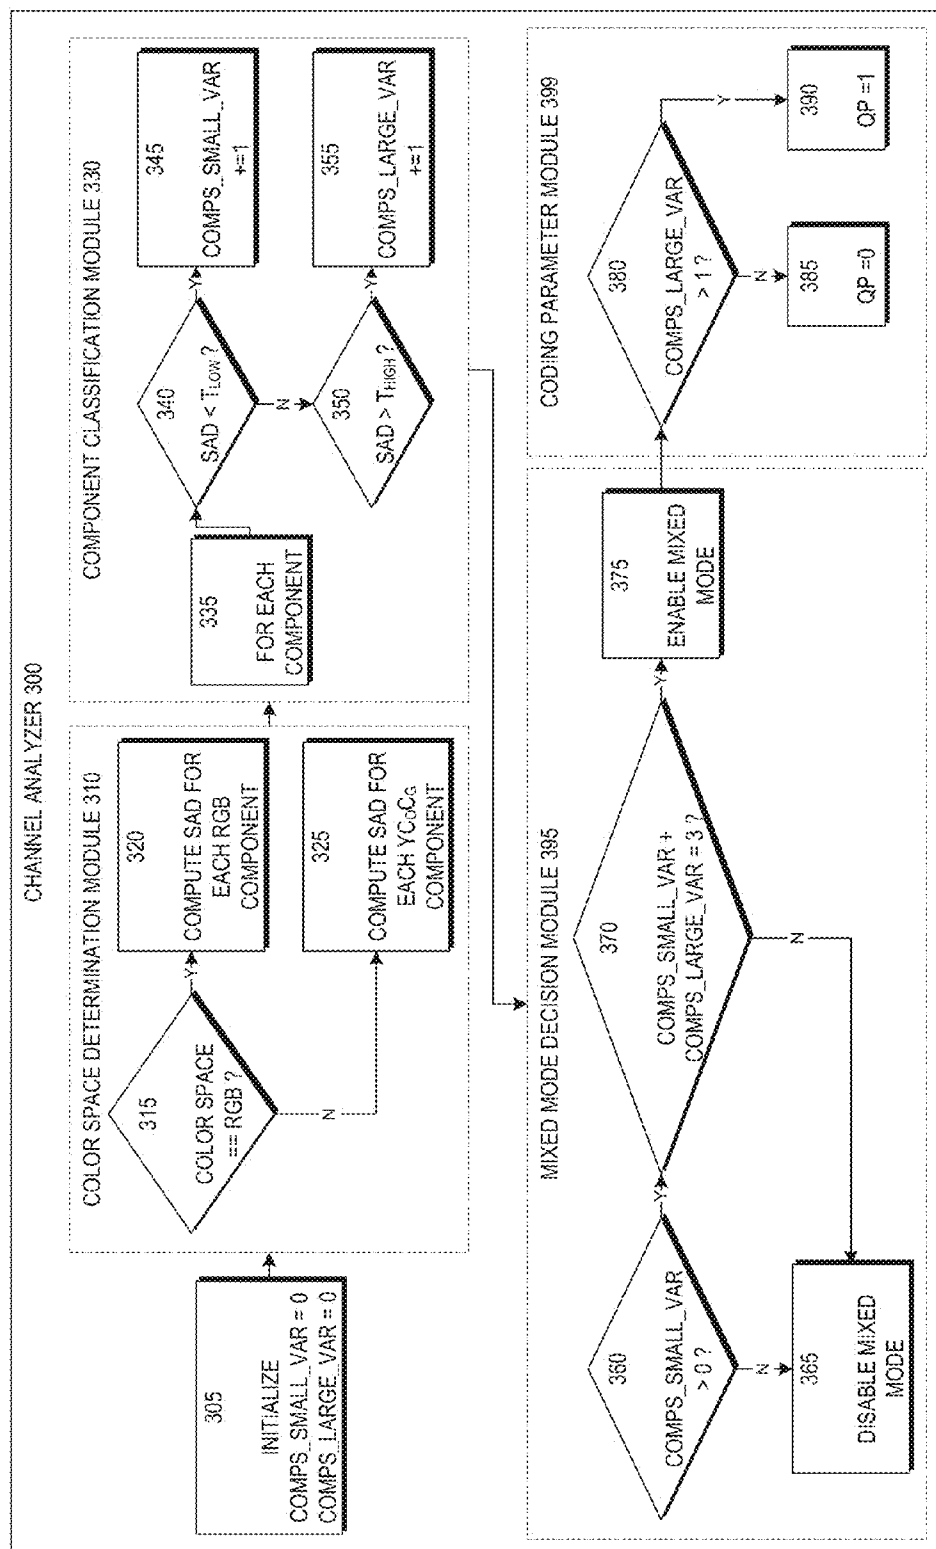 CHANNEL ANALYZER 300
305
INITIALIZE
COMPS_SMALL_VAR = 0
COMPS_LARGE_VAR = 0
COLOR SPACE DETERMINATION MODULE 310
315
COLOR SPACE
== RGB ?
Y
N
320
COMPUTE SAD FOR
EACH RGB
COMPONENT
325
COMPUTE SAD FOR
EACH YCoCG
COMPONENT
COMPONENT CLASSIFICATION MODULE 330
335
FOR EACH
COMPONENT
340
SAD < TLOW ?
Y
N
345
COMPS_SMALL_VAR
+=1
350
SAD > THIGH ?
Y
355
COMPS_LARGE_VAR
+=1
MIXED MODE DECISION MODULE 395
360
COMPS_SMALL_VAR
> 0 ?
Y
N
365
DISABLE MIXED
MODE
370
COMPS_SMALL_VAR +
COMPS_LARGE_VAR = 3 ?
Y
N
375
ENABLE MIXED
MODE
CODING PARAMETER MODULE 399
380
COMPS_LARGE_VAR
> 1 ?
Y
N
385
QP =0
390
QP =1